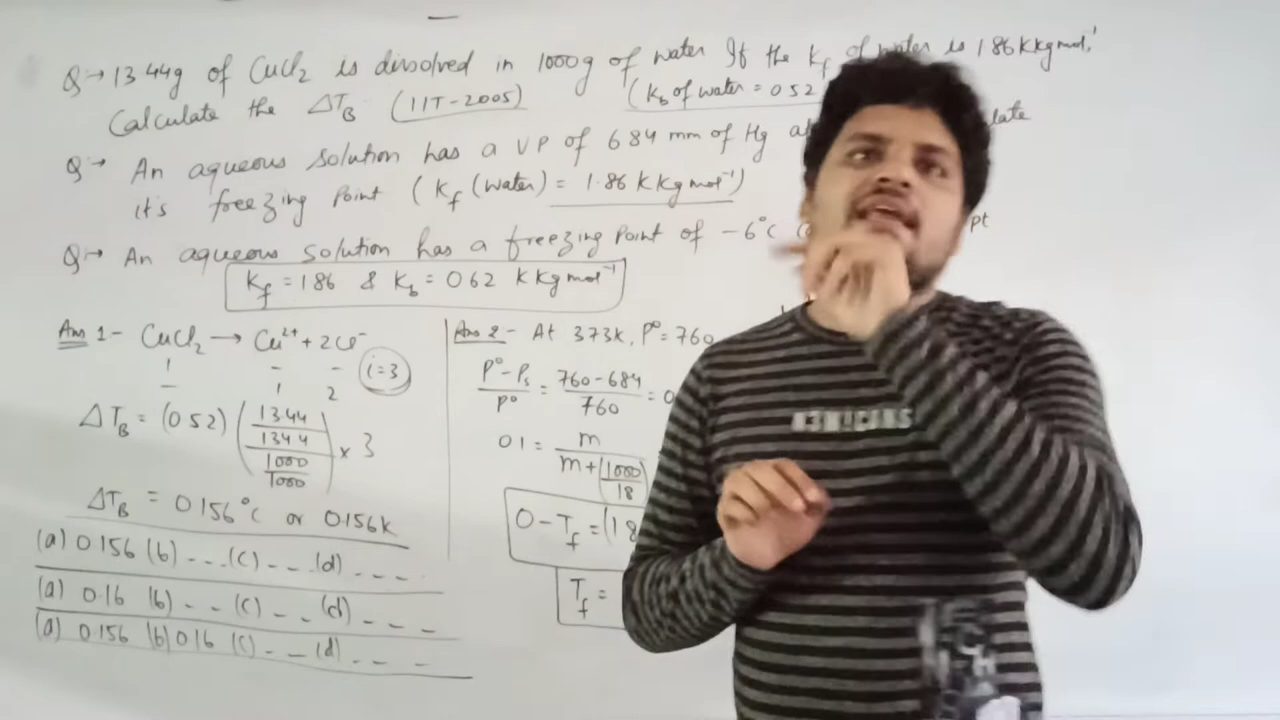 Q→ 13.44g of CuCl2 is dissolved in 1000g of water If the Kf of water is 1.86 K kg mol-1
Calculate the ΔTB (IIT-2005) (Kb of water = 0.52
Q→ An aqueous solution has a VP of 684 mm of Hg
it's freezing Point (Kf (water) = 1.86 K Kg mol-1)
Q→ An aqueous solution has a freezing Point of -6°C pt
Kf = 1.86 & Kb = 0.62 K Kg mol-1
Ans 1- CuCl2 → Cu2+ + 2Cl-
1 - -
- 1 2 i=3
ΔTB = (0.52) (13.44/134.4 / 1000/1000) × 3
ΔTB = 0.156°C or 0.156K
(a) 0.156 (b) - - - (c) - - - (d) - - - -
(a) 0.16 (b) - - (c) - - (d) - - - -
(a) 0.156 (b) 0.16 (c) - - - (d) - - - -
Ans 2- At 373K, P° = 760
P°-Ps/P° = 760-684/760 = 0
0.1 = m/m+(1000/18)
0 - Tf = (1.8
Tf =